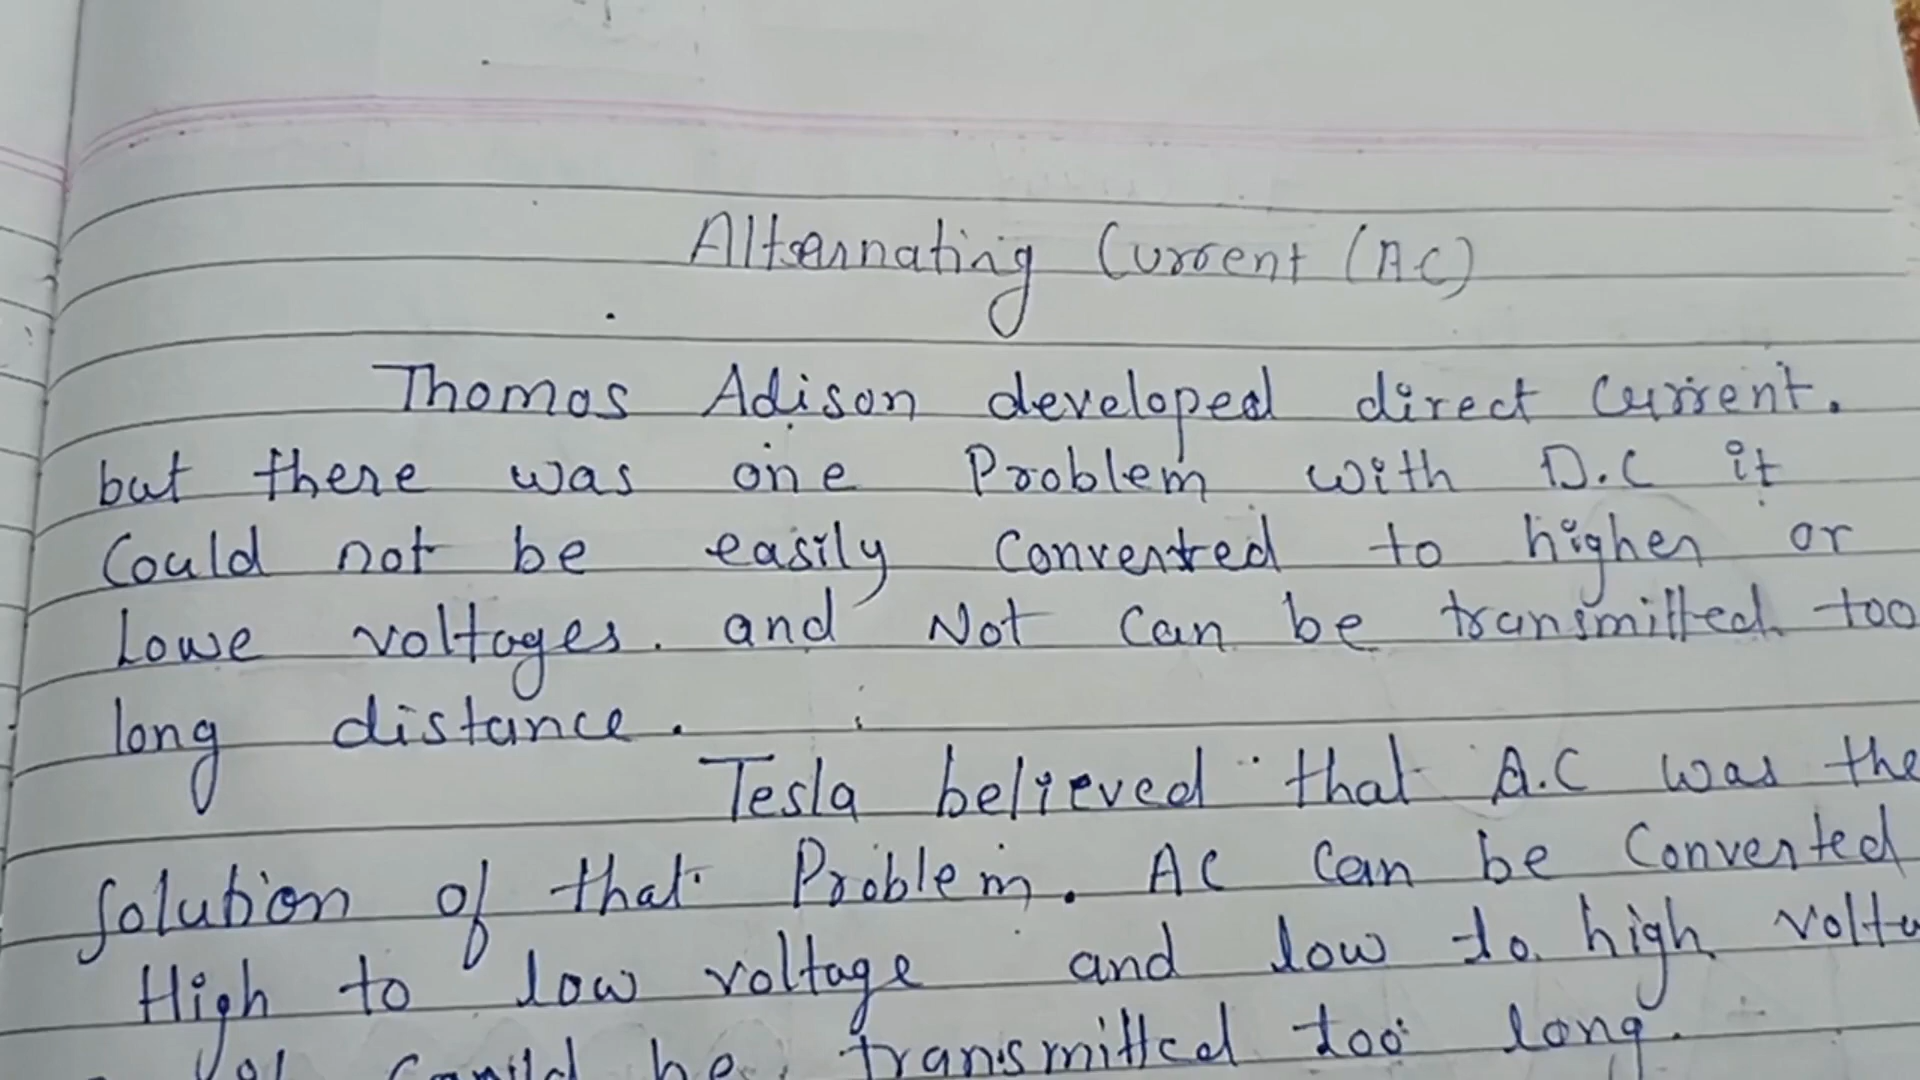 Alternating Current (AC)
Thomas Adison developed direct current.
but there was one Problem with D.C it
Could not be easily Converted to higher or
Lowe voltages. and Not Can be transmitted too
long distance.
Tesla believed that A.C was the
Solution of that Problem. AC Can be Converted
High to low voltage and low to high
could be transmitted too long.